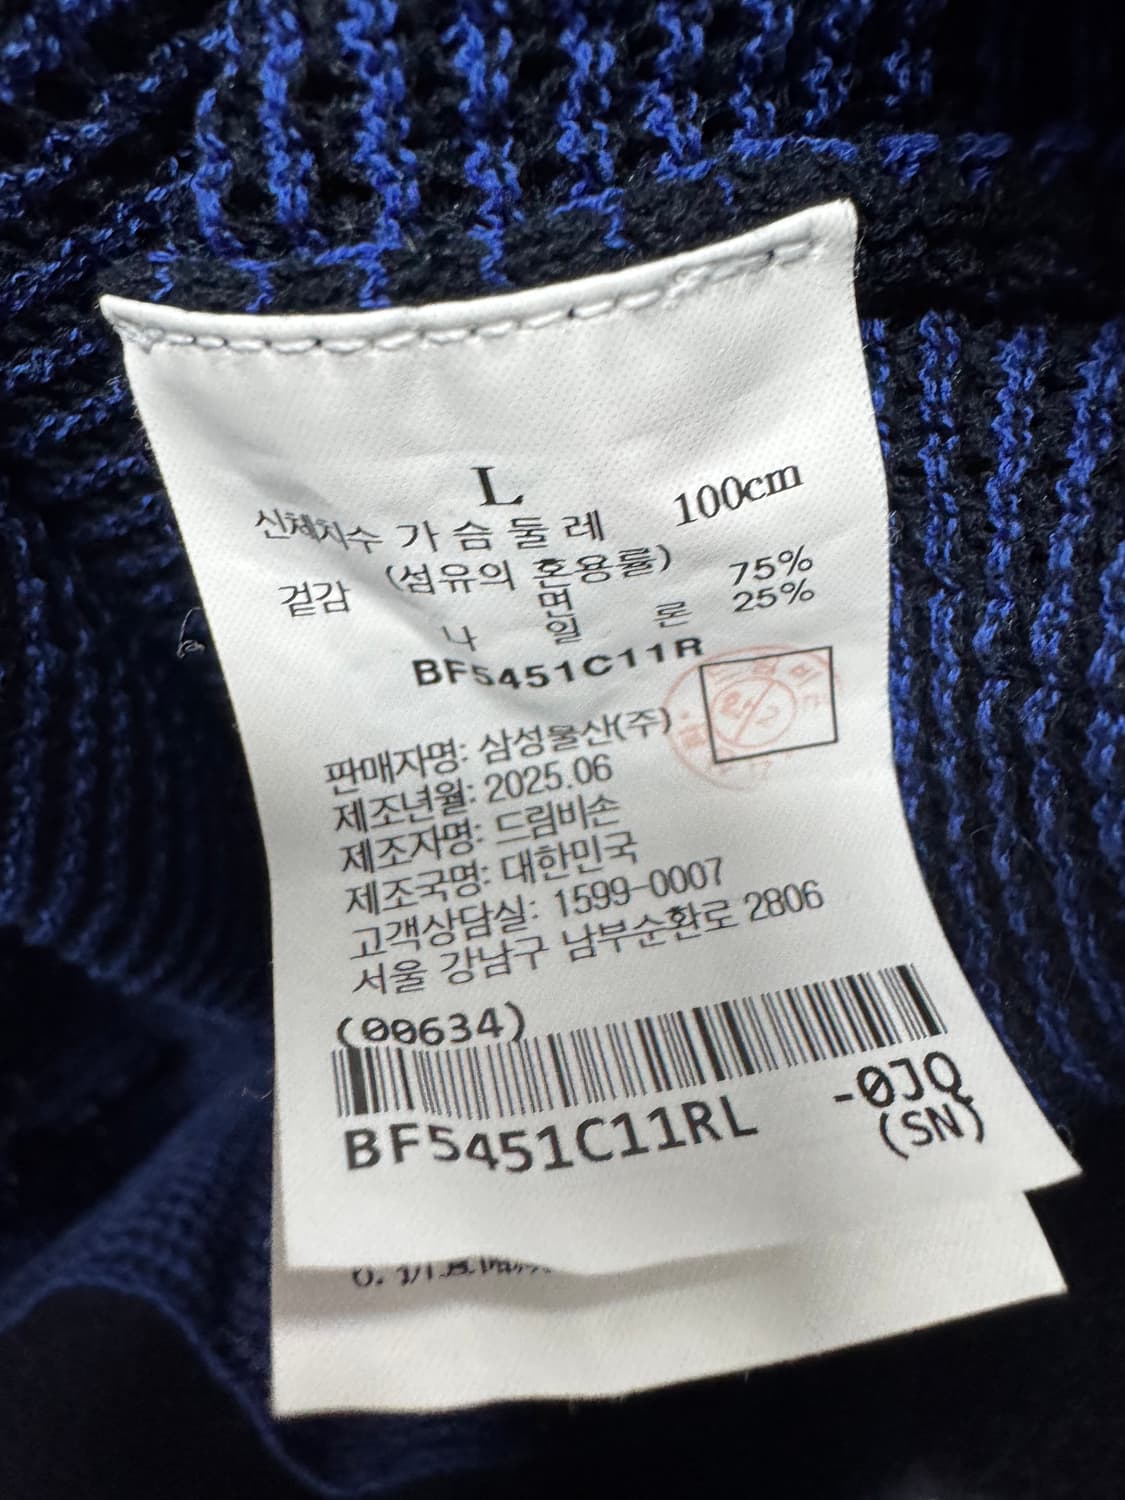 L
신체치수 가슴둘레 100cm
겉감 (섬유의 혼용률)
면 75%
나 일 론 25%
BF5451C11R
판매자명: 삼성물산(주)
제조년월: 2025.06
제조자명: 드림비손
제조국명: 대한민국
고객상담실: 1599-0007
서울 강남구 남부순환로 2806
(00634)
BF5451C11RL -0JQ
(SN)